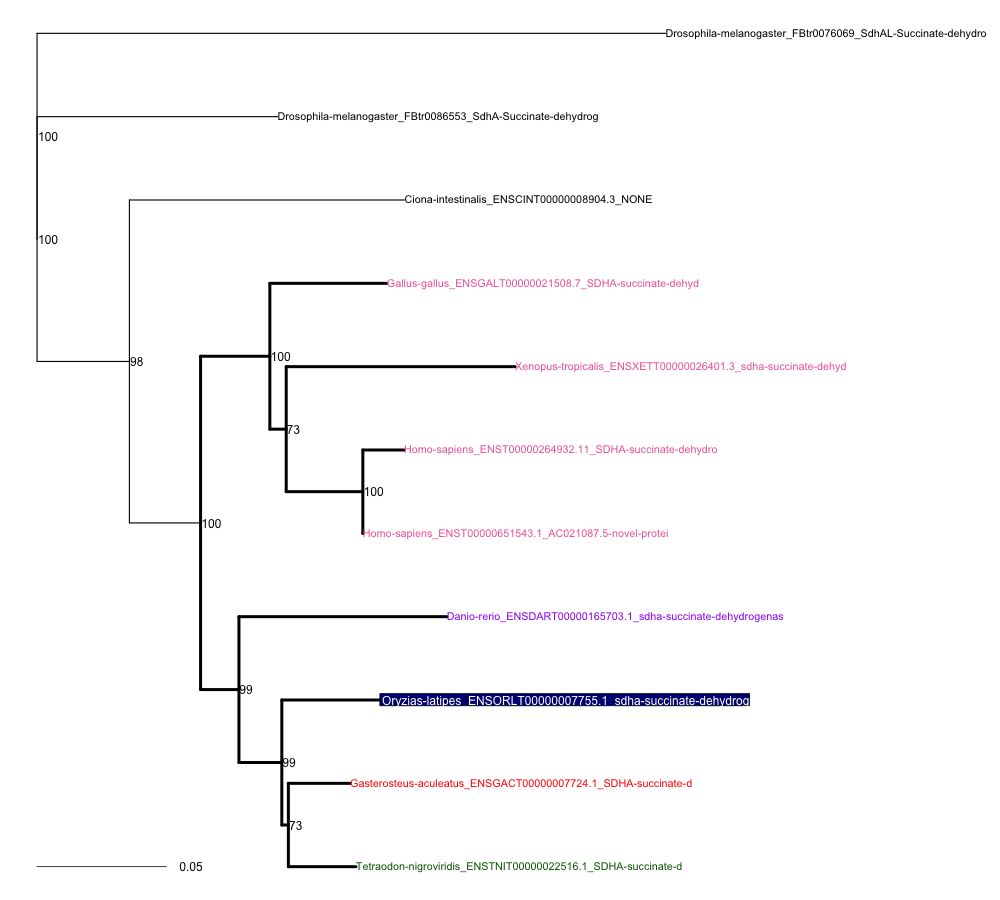 Drosophila-melanogaster_FBtr0076069_SdhAL-Succinate-dehydro
Drosophila-melanogaster_FBtr0086553_SdhA-Succinate-dehydrog
100
Ciona-intestinalis_ENSCINT00000008904.3_NONE
100
Gallus-gallus_ENSGALT00000021508.7_SDHA-succinate-dehyd
100
98
Xenopus-tropicalis_ENSXETT00000026401.3_sdha-succinate-dehyd
73
Homo-sapiens_ENST00000264932.11_SDHA-succinate-dehydro
100
100
Homo-sapiens_ENST00000651543.1_AC021087.5-novel-protei
Danio-rerio_ENSDART00000165703.1_sdha-succinate-dehydrogenas
99
Oryzias-latipes_ENSORLT00000007755.1_sdha-succinate-dehydrog
99
Gasterosteus-aculeatus_ENSGACT00000007724.1_SDHA-succinate-d
73
Tetraodon-nigroviridis_ENSTNIT00000022516.1_SDHA-succinate-d
0.05